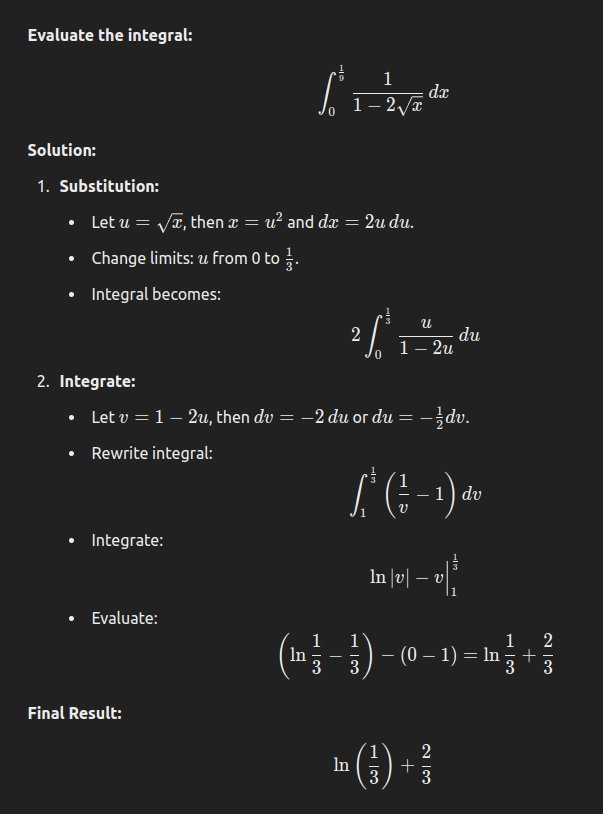 Evaluate the integral:
∫₀^{1/9} 1/(1 − 2√x) dx
Solution:
1. Substitution:
• Let u = √x, then x = u² and dx = 2u du.
• Change limits: u from 0 to 1/3.
• Integral becomes:
2 ∫₀^{1/3} u/(1 − 2u) du
2. Integrate:
• Let v = 1 − 2u, then dv = −2 du or du = −1/2 dv.
• Rewrite integral:
∫₁^{1/3} (1/v − 1) dv
• Integrate:
ln |v| − v |₁^{1/3}
• Evaluate:
(ln 1/3 − 1/3) − (0 − 1) = ln 1/3 + 2/3
Final Result:
ln (1/3) + 2/3